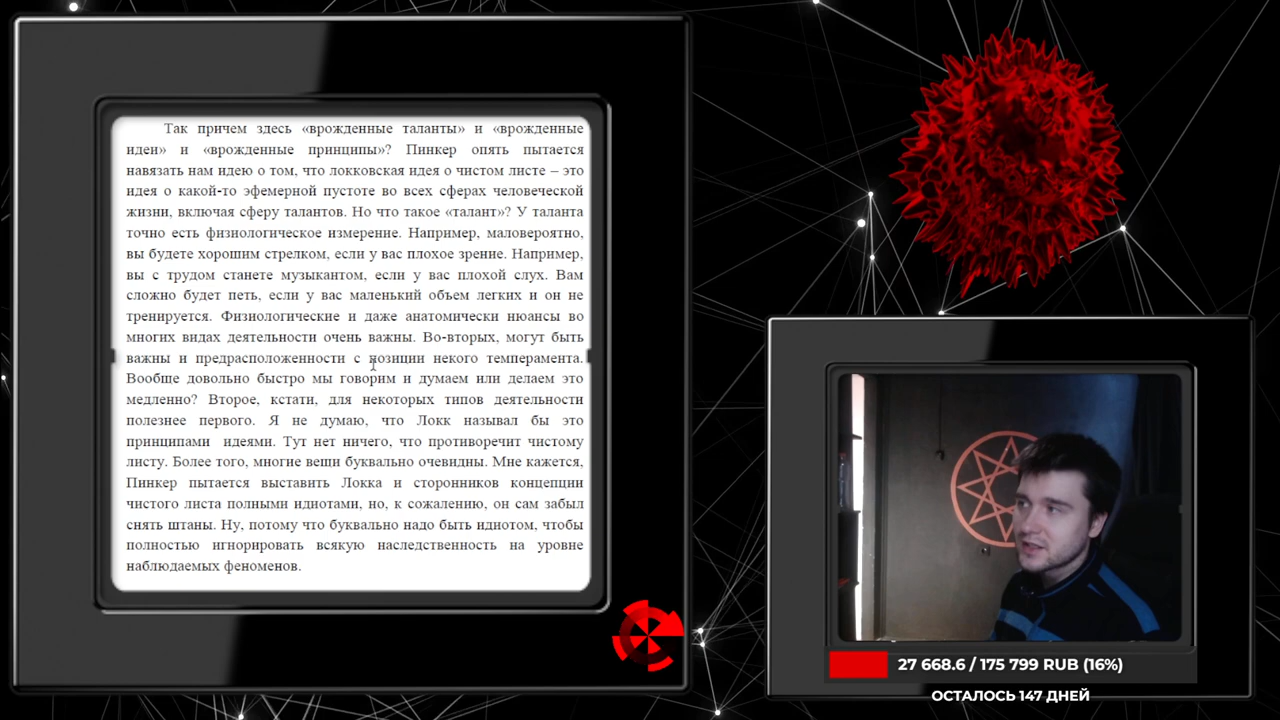 Так причем здесь «врожденные таланты» и «врожденные
идеи» и «врожденные принципы»? Пинкер опять пытается
навязать нам идею о том, что локковская идея о чистом листе – это
идея о какой-то эфемерной пустоте во всех сферах человеческой
жизни, включая сферу талантов. Но что такое «талант»? У таланта
точно есть физиологическое измерение. Например, маловероятно,
вы будете хорошим стрелком, если у вас плохое зрение. Например,
вы с трудом станете музыкантом, если у вас плохой слух. Вам
сложно будет петь, если у вас маленький объем легких и он не
тренируется. Физиологические и даже анатомически нюансы во
многих видах деятельности очень важны. Во-вторых, могут быть
важны и предрасположенности с позиции некого темперамента.
Вообще довольно быстро мы говорим и думаем или делаем это
медленно? Второе, кстати, для некоторых типов деятельности
полезнее первого. Я не думаю, что Локк называл бы это
принципами идеями. Тут нет ничего, что противоречит чистому
листу. Более того, многие вещи буквально очевидны. Мне кажется,
Пинкер пытается выставить Локка и сторонников концепции
чистого листа полными идиотами, но, к сожалению, он сам забыл
снять штаны. Ну, потому что буквально надо быть идиотом, чтобы
полностью игнорировать всякую наследственность на уровне
наблюдаемых феноменов.
27 668.6 / 175 799 RUB (16%)
ОСТАЛОСЬ 147 ДНЕЙ